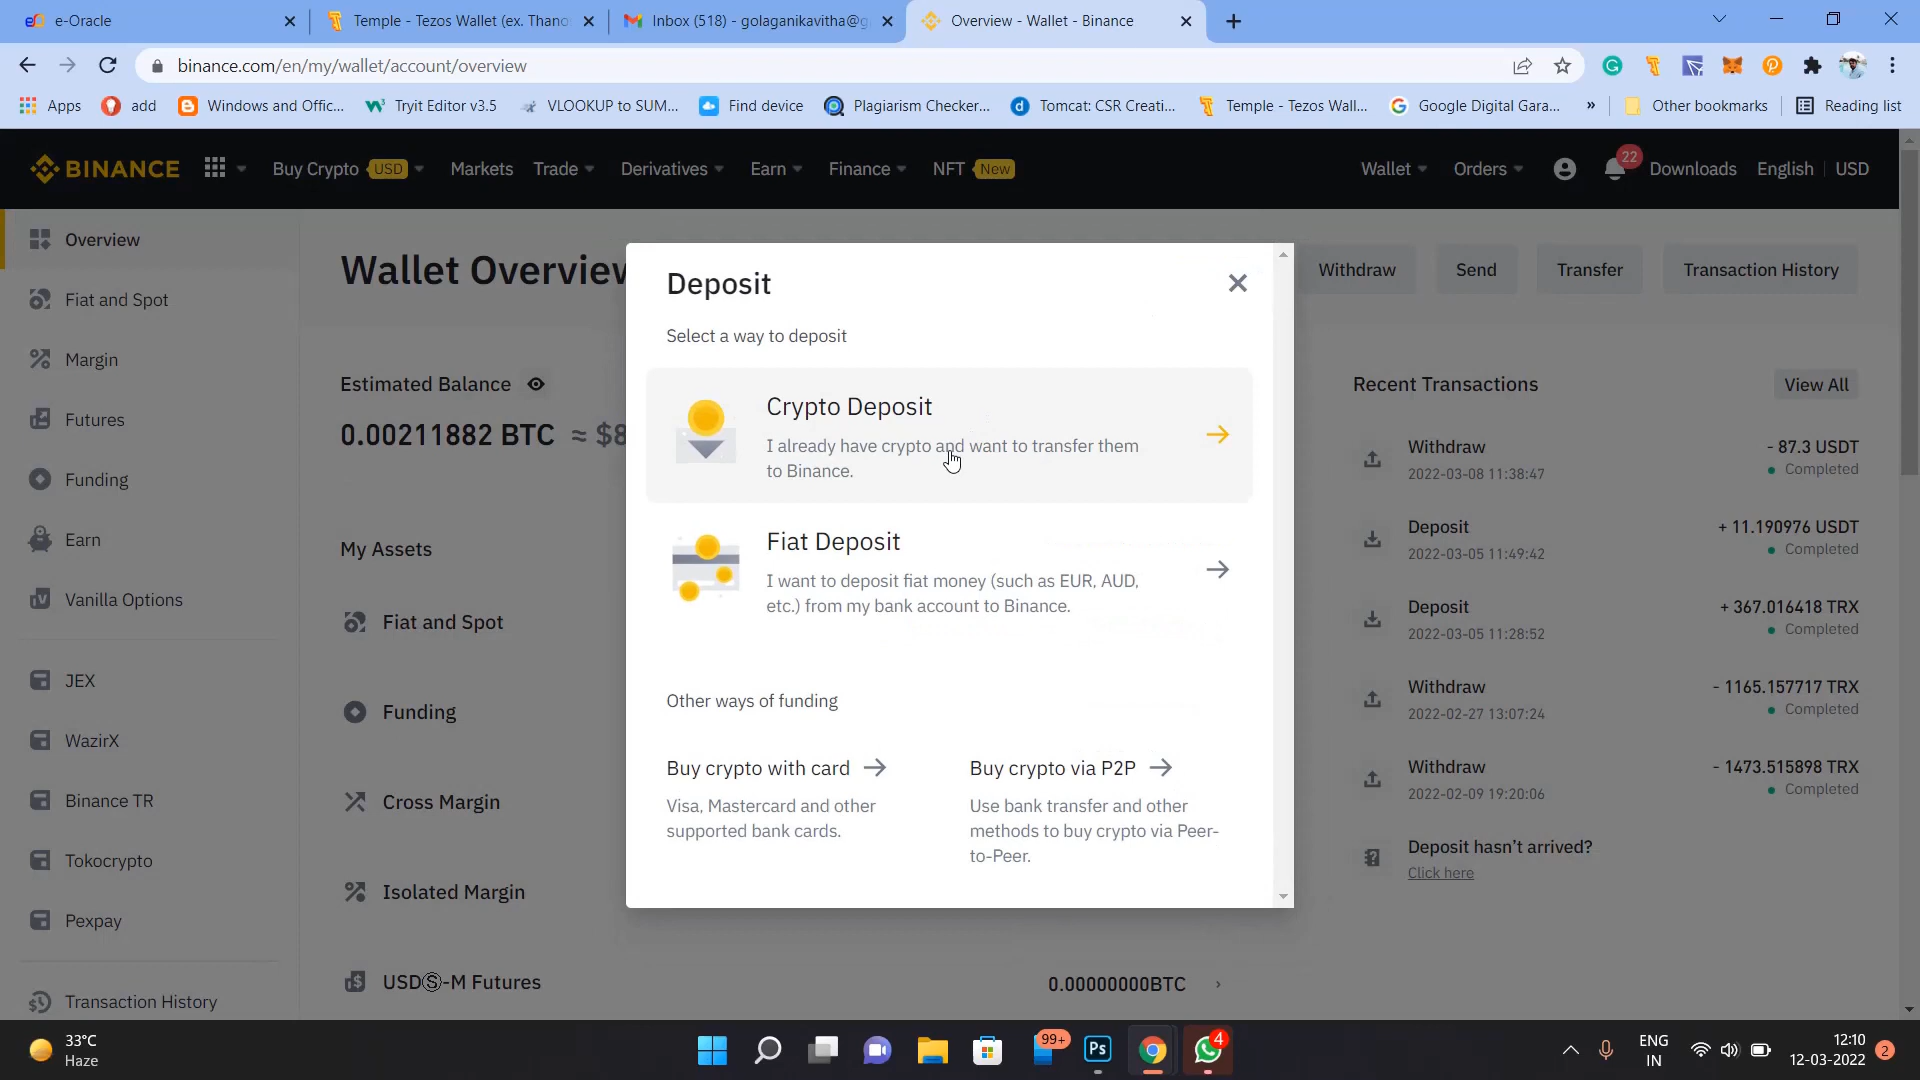 e-Oracle
Temple - Tezos Wallet (ex. Thano
Inbox (518) - golaganikavitha@g
Overview - Wallet - Binance
binance.com/en/my/wallet/account/overview
Apps
add
Windows and Offic...
Tryit Editor v3.5
VLOOKUP to SUM...
Find device
Plagiarism Checker...
Tomcat: CSR Creati...
Temple - Tezos Wall...
Google Digital Gara...
»
Other bookmarks
Reading list
BINANCE
Buy Crypto USD
Markets
Trade
Derivatives
Earn
Finance
NFT New
Wallet
Orders
22
Downloads
English
USD
Overview
Fiat and Spot
Margin
Futures
Funding
Earn
Vanilla Options
JEX
WazirX
Binance TR
Tokocrypto
Pexpay
Transaction History
Wallet Overview
Withdraw
Send
Transfer
Transaction History
Estimated Balance
0.00211882 BTC ≈ $8
My Assets
Fiat and Spot
Funding
Cross Margin
Isolated Margin
USDⓈ-M Futures
0.00000000BTC
Deposit
Select a way to deposit
Crypto Deposit
I already have crypto and want to transfer them
to Binance.
Fiat Deposit
I want to deposit fiat money (such as EUR, AUD,
etc.) from my bank account to Binance.
Other ways of funding
Buy crypto with card
Visa, Mastercard and other
supported bank cards.
Buy crypto via P2P
Use bank transfer and other
methods to buy crypto via Peer-
to-Peer.
Recent Transactions
View All
Withdraw - 87.3 USDT
2022-03-08 11:38:47 Completed
Deposit + 11.190976 USDT
2022-03-05 11:49:42 Completed
Deposit + 367.016418 TRX
2022-03-05 11:28:52 Completed
Withdraw - 1165.157717 TRX
2022-02-27 13:07:24 Completed
Withdraw - 1473.515898 TRX
2022-02-09 19:20:06 Completed
Deposit hasn't arrived?
Click here
33°C
Haze
99+
Ps
4
ENG
IN
12:10
12-03-2022
2